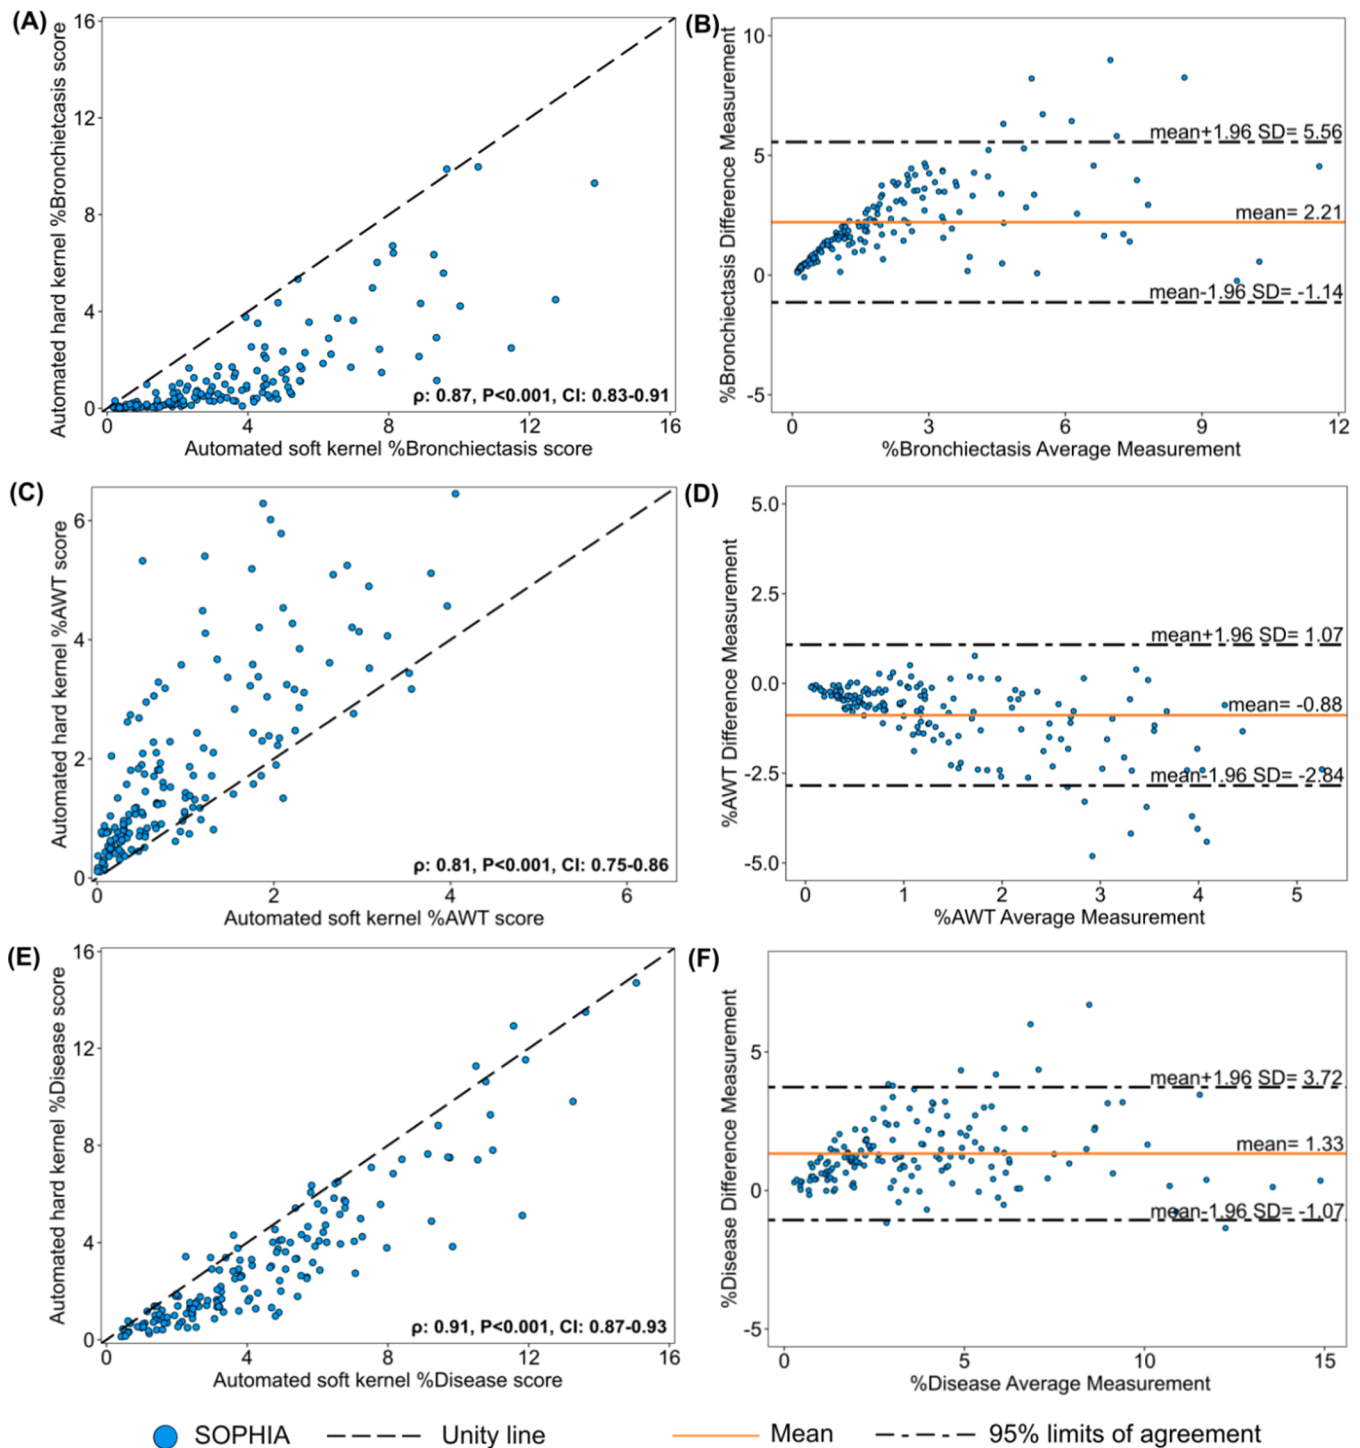 (A)
16
12
8
4
0
Automated hard kernel %Bronchietcasis score
0 4 8 12 16
ρ: 0.87, P<0.001, CI: 0.83-0.91
Automated soft kernel %Bronchiectasis score
(B)
10
5
0
-5
%Bronchiectasis Difference Measurement
mean+1.96 SD= 5.56
mean= 2.21
mean-1.96 SD= -1.14
0 3 6 9 12
%Bronchiectasis Average Measurement
(C)
6
4
2
0
Automated hard kernel %AWT score
ρ: 0.81, P<0.001, CI: 0.75-0.86
0 2 4 6
Automated soft kernel %AWT score
(D)
5.0
2.5
0.0
-2.5
-5.0
%AWT Difference Measurement
mean+1.96 SD= 1.07
mean= -0.88
mean-1.96 SD= -2.84
0 1 2 3 4 5
%AWT Average Measurement
(E)
16
12
8
4
0
Automated hard kernel %Disease score
ρ: 0.91, P<0.001, CI: 0.87-0.93
0 4 8 12 16
Automated soft kernel %Disease score
(F)
5
0
-5
%Disease Difference Measurement
mean+1.96 SD= 3.72
mean= 1.33
mean-1.96 SD= -1.07
0 5 10 15
%Disease Average Measurement
SOPHIA Unity line Mean 95% limits of agreement